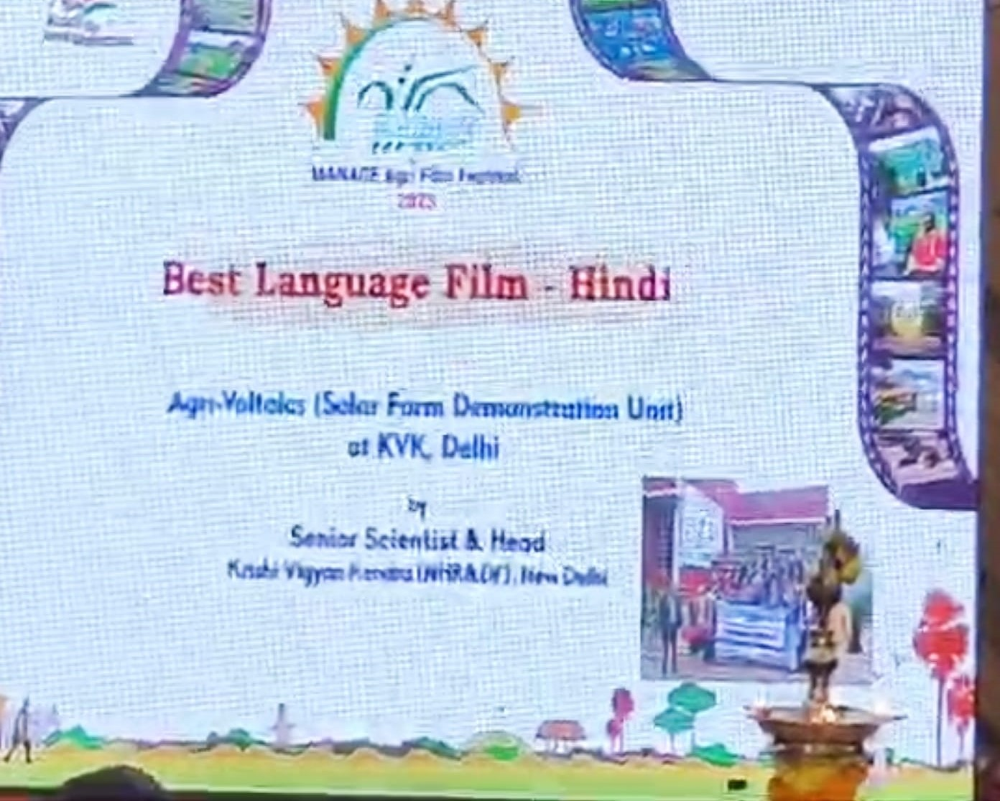 MANAGE Agri Film Festival
2023
Best Language Film - Hindi
Agri-Voltaics (Solar Farm Demonstration Unit)
at KVK, Delhi
by
Senior Scientist & Head
Krishi Vigyan Kendra (NHR&DF), New Delhi